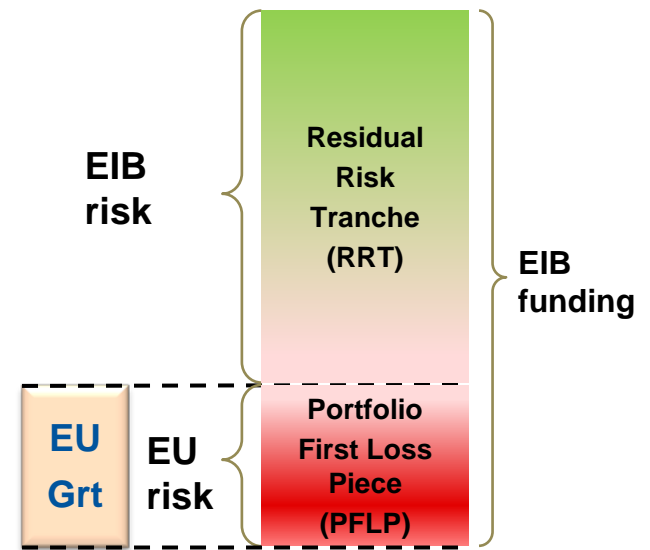 Residual
Risk
Tranche
(RRT)
EIB
risk
EIB
funding
EU
Grt
EU
risk
Portfolio
First Loss
Piece
(PFLP)